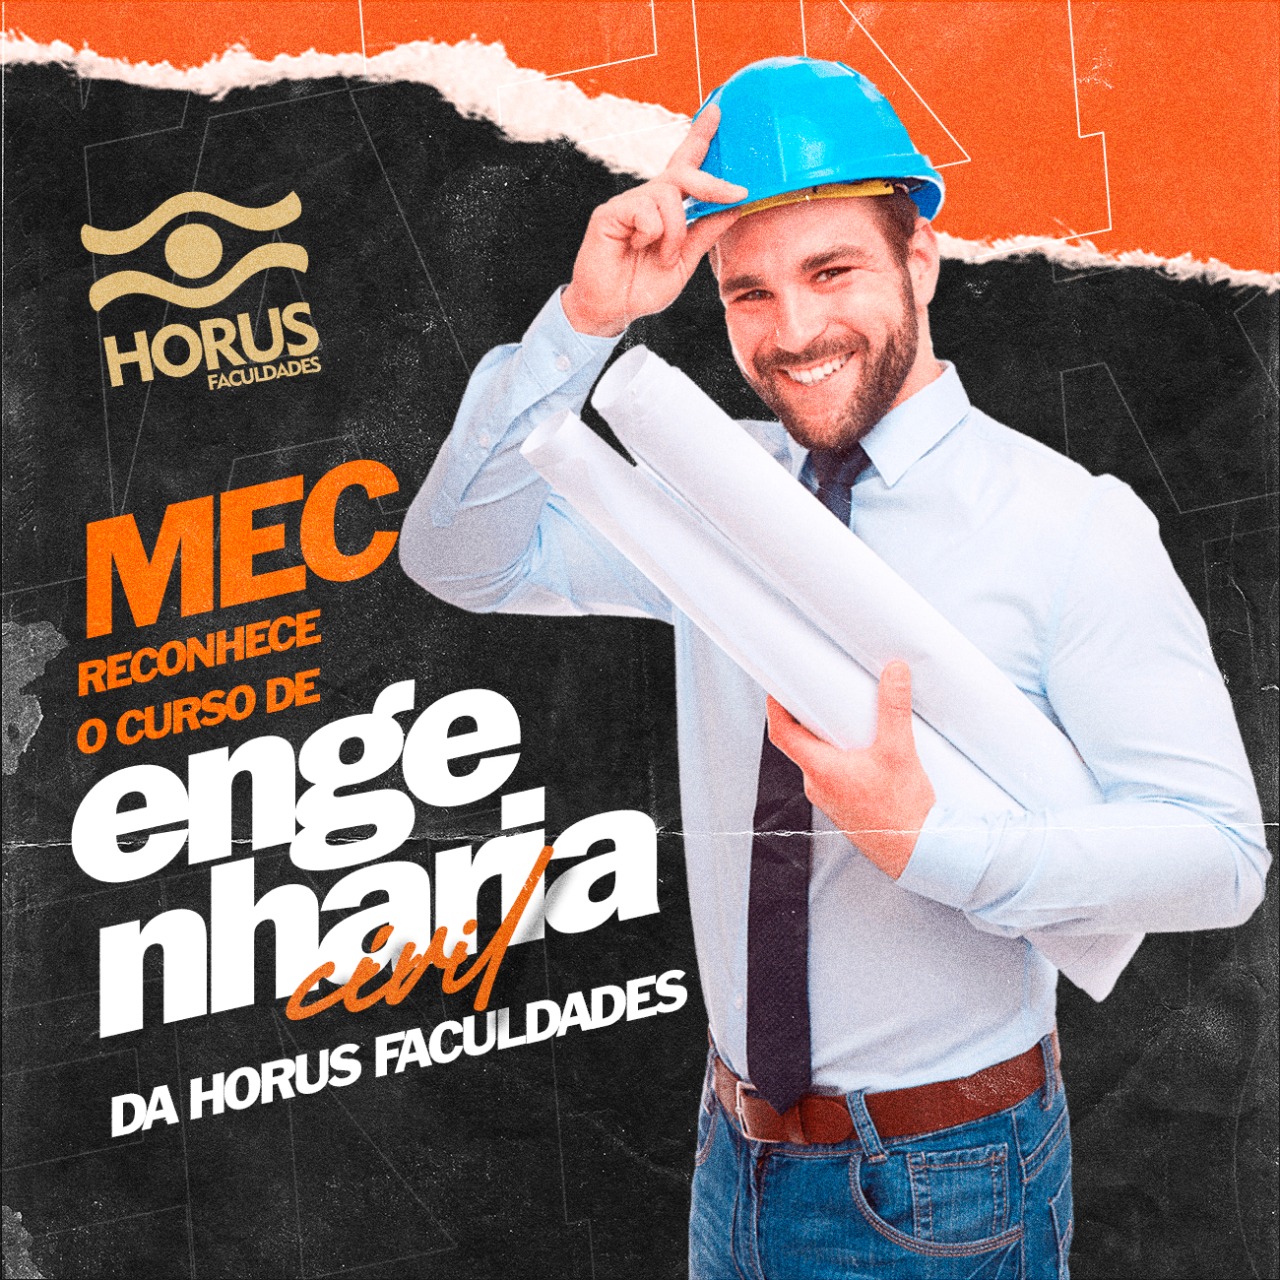 HORUS
FACULDADES
MEC
RECONHECE
O CURSO DE
enge
nharia
civil
DA HORUS FACULDADES